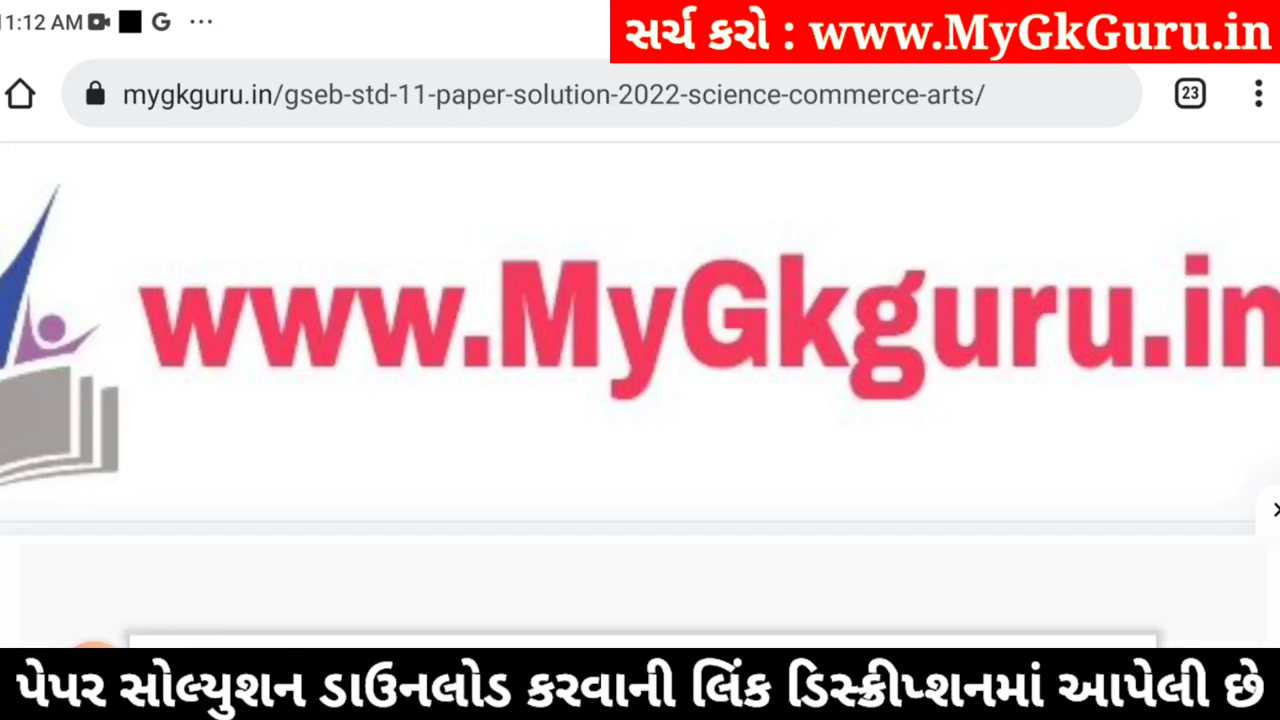 11:12 AM G ...
સર્ચ કરો : www.MyGkGuru.in
mygkguru.in/gseb-std-11-paper-solution-2022-science-commerce-arts/ 23
www.MyGkguru.in
પેપર સોલ્યુશન ડાઉનલોડ કરવાની લિંક ડિસ્ક્રીપ્શનમાં આપેલી છે